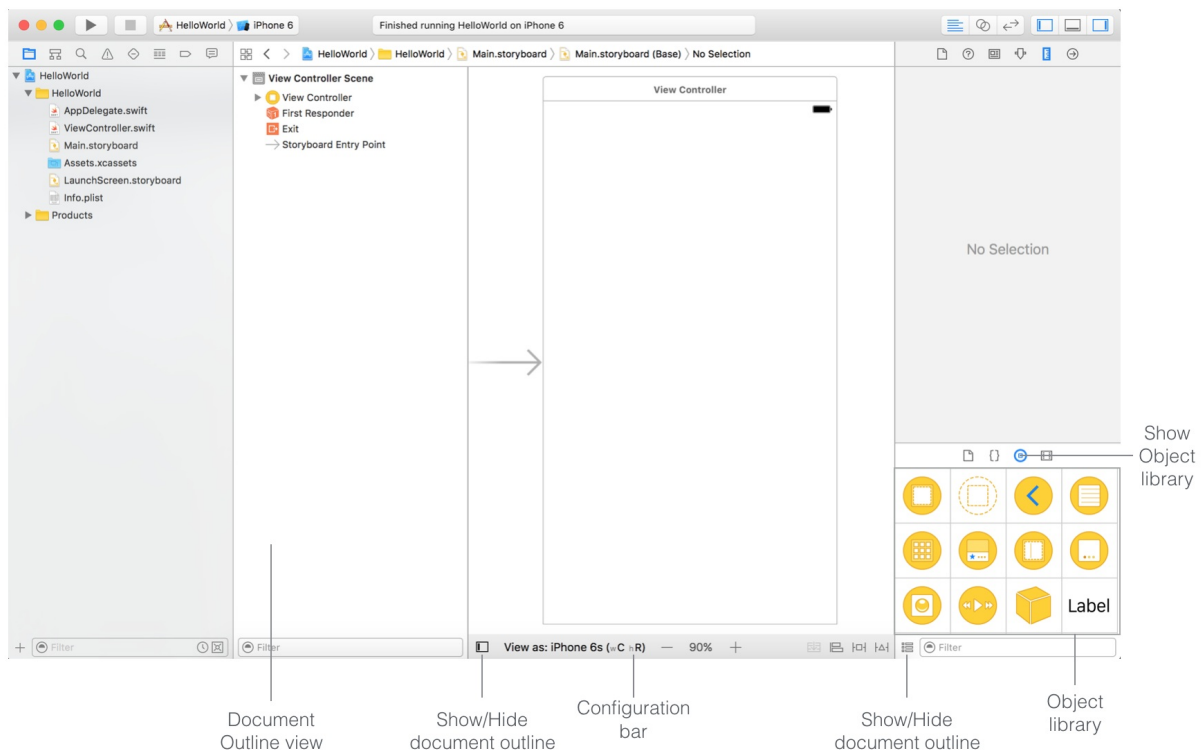 HelloWorld
iPhone 6
Finished running HelloWorld on iPhone 6
HelloWorld
HelloWorld
AppDelegate.swift
ViewController.swift
Main.storyboard
Assets.xcassets
LaunchScreen.storyboard
Info.plist
Products
Filter
HelloWorld
HelloWorld
Main.storyboard
Main.storyboard (Base)
No Selection
View Controller Scene
View Controller
First Responder
Exit
Storyboard Entry Point
Filter
View Controller
View as: iPhone 6s (wC hR)
90%
No Selection
{}
Label
Filter
Show
Object
library
Document
Outline view
Show/Hide
document outline
Configuration
bar
Show/Hide
document outline
Object
library